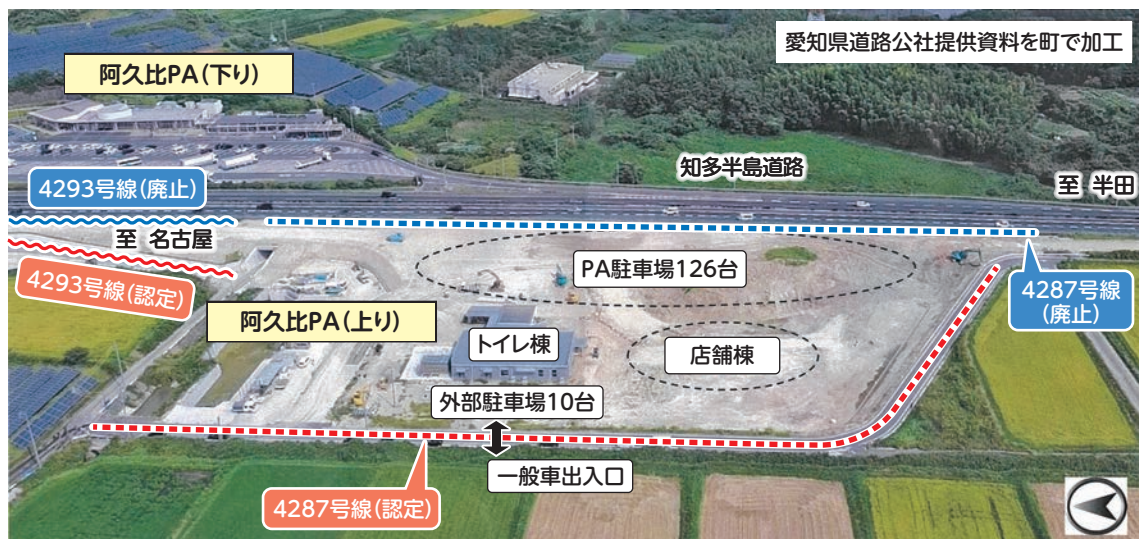 愛知県道路公社提供資料を町で加工
阿久比PA(下り)
知多半島道路
4293号線(廃止)
至 半田
至 名古屋
PA駐車場126台
4293号線(認定)
4287号線
(廃止)
阿久比PA(上り)
トイレ棟
店舗棟
外部駐車場10台
一般車出入口
4287号線(認定)